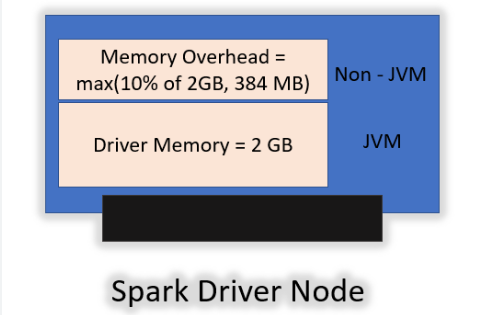 Memory Overhead =
max(10% of 2GB, 384 MB)
Non - JVM
Driver Memory = 2 GB
JVM
Spark Driver Node